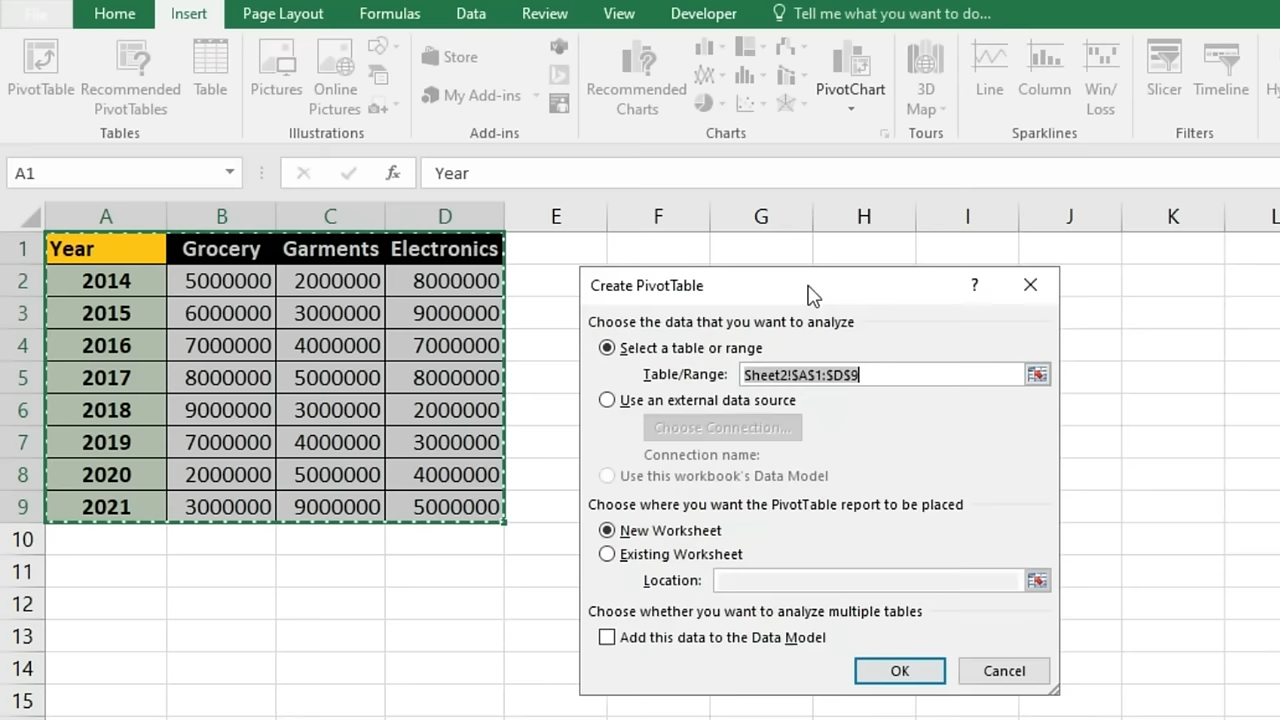 File Home Insert Page Layout Formulas Data Review View Developer Tell me what you want to do...
PivotTable Recommended PivotTables Table Pictures Online Pictures Store My Add-ins Recommended Charts PivotChart 3D Map Line Column Win/Loss Slicer Timeline
Tables Illustrations Add-ins Charts Tours Sparklines Filters
A1 fx Year
A B C D E F G H I J K L
1 Year Grocery Garments Electronics
2 2014 5000000 2000000 8000000
3 2015 6000000 3000000 9000000
4 2016 7000000 4000000 7000000
5 2017 8000000 5000000 8000000
6 2018 9000000 3000000 2000000
7 2019 7000000 4000000 3000000
8 2020 2000000 5000000 4000000
9 2021 3000000 9000000 5000000
10
11
12
13
14
15
Create PivotTable ?
Choose the data that you want to analyze
Select a table or range
Table/Range: Sheet2!$A$1:$D$9
Use an external data source
Choose Connection...
Connection name:
Use this workbook's Data Model
Choose where you want the PivotTable report to be placed
New Worksheet
Existing Worksheet
Location:
Choose whether you want to analyze multiple tables
Add this data to the Data Model
OK Cancel